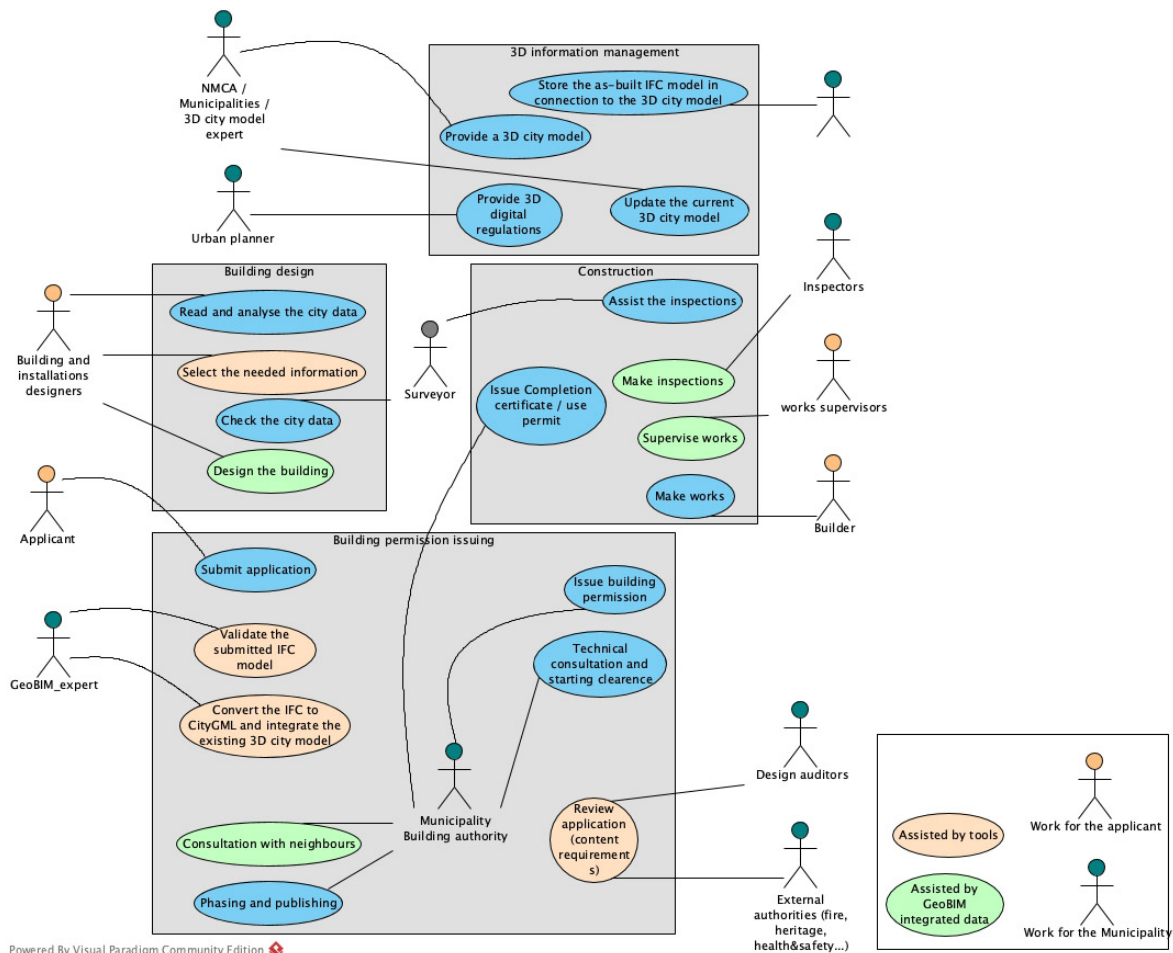 3D information management
Store the as-built IFC model in
connection to the 3D city model
NMCA /
Municipalities /
3D city model
expert
Provide a 3D city model
Provide 3D
digital
regulations
Update the current
3D city model
Urban planner
Building design
Construction
Inspectors
Read and analyse the city data
Assist the inspections
Building and
installations
designers
Select the needed information
Surveyor
Make inspections
Issue Completion
certificate / use
permit
works supervisors
Check the city data
Supervise works
Design the building
Make works
Builder
Applicant
Building permission issuing
Submit application
Issue building
permission
Validate the
submitted IFC
model
Technical
consultation and
starting clearence
GeoBIM_expert
Convert the IFC to
CityGML and integrate the
existing 3D city model
Design auditors
Municipality
Building authority
Review
application
(content
requirement
s)
Consultation with
neighbours
Phasing and publishing
External
authorities (fire,
heritage,
health&safety...)
Work for the applicant
Assisted by tools
Assisted by
GeoBIM
integrated data
Work for the Municipality
Powered By Visual Paradigm Community Edition